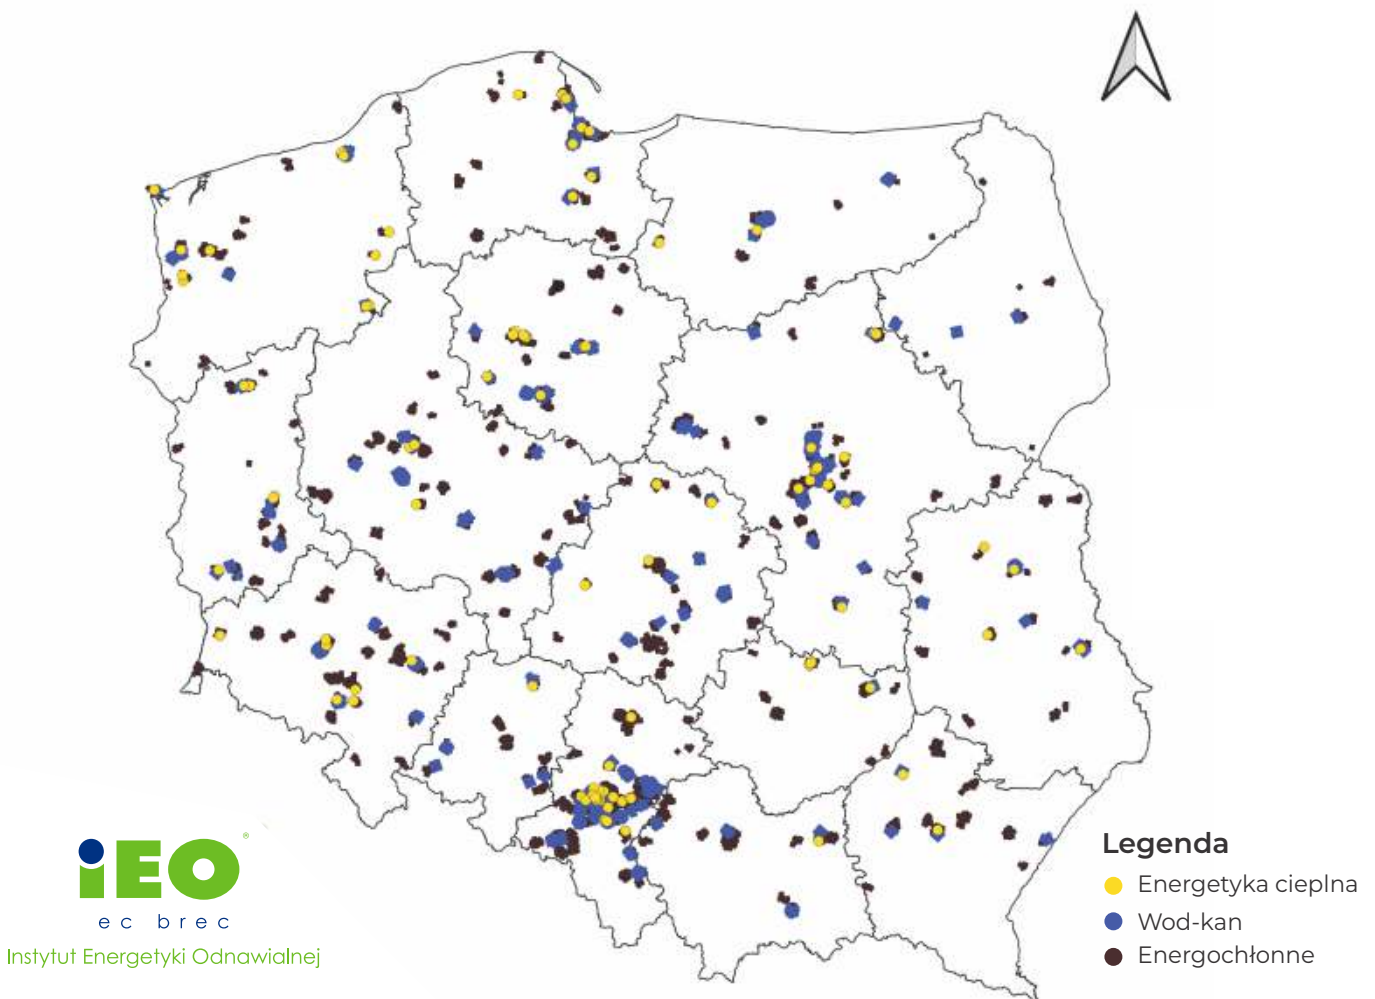 iEO
®
ec brec
Instytut Energetyki Odnawialnej
Legenda
Energetyka cieplna
Wod-kan
Energochłonne